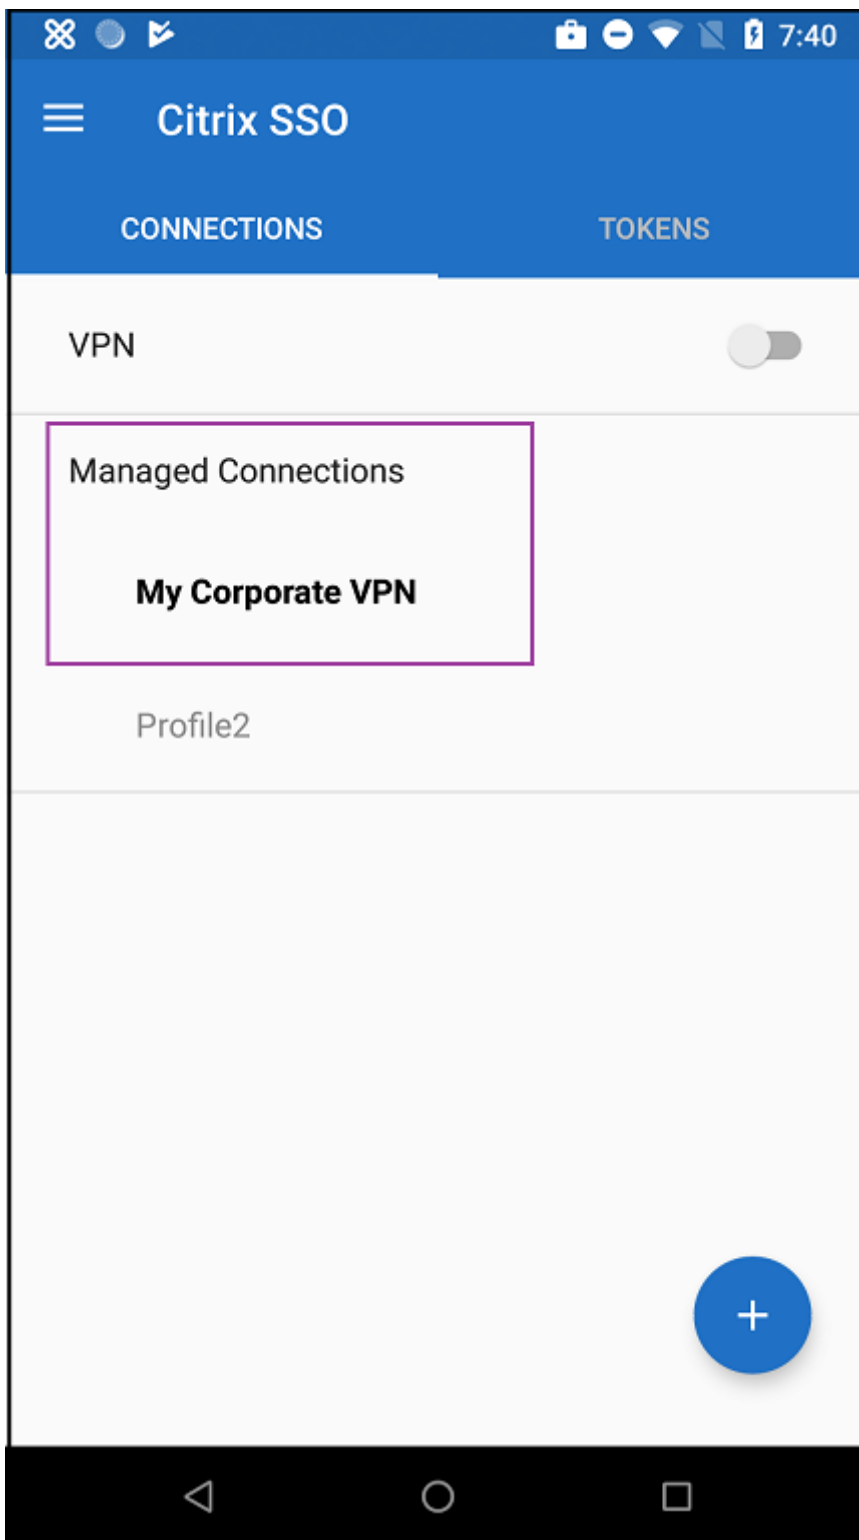 7:40
Citrix SSO
CONNECTIONS TOKENS
VPN
Managed Connections
My Corporate VPN
Profile2